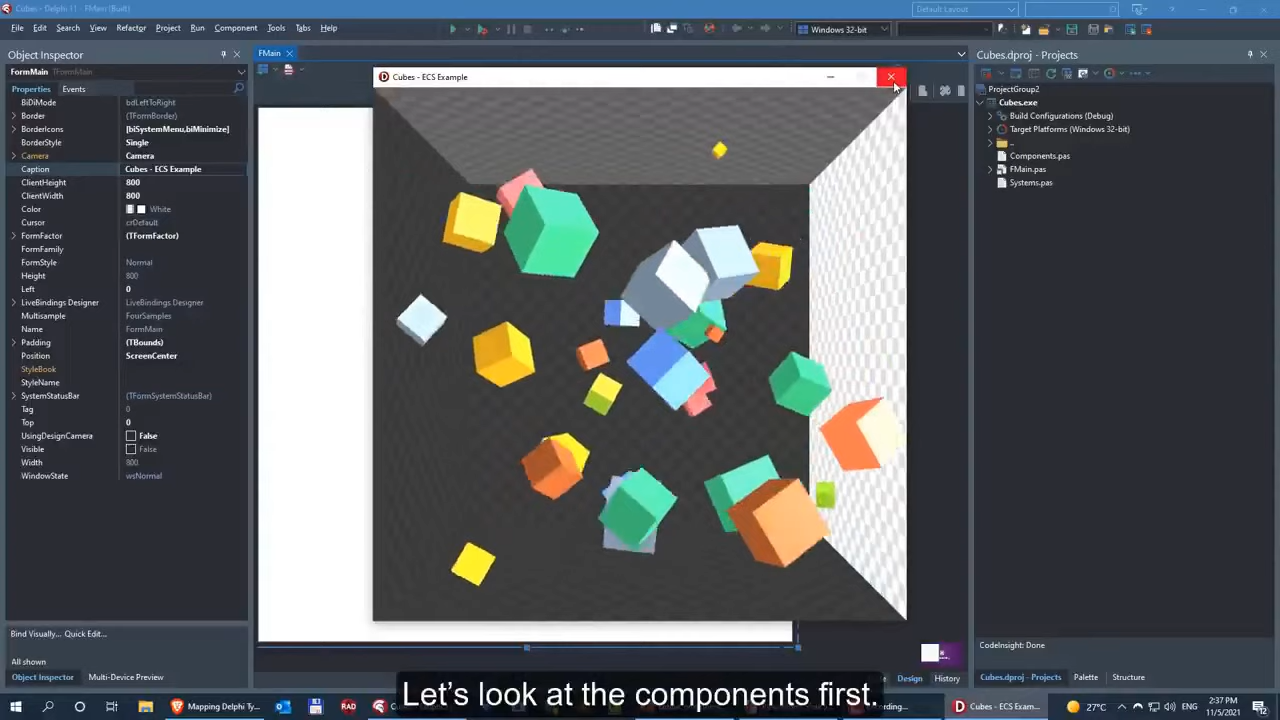 Cubes - Delphi 11 - FMain (Built)
Default Layout
File Edit Search View Refactor Project Run Component Tools Tabs Help
Windows 32-bit
Object Inspector
FMain
Cubes.dproj - Projects
FormMain TFormMain
Properties Events
BiDiMode bdLeftToRight
Border (TFormBorder)
BorderIcons [biSystemMenu,biMinimize]
BorderStyle Single
Camera Camera
Caption Cubes - ECS Example
ClientHeight 800
ClientWidth 800
Color White
Cursor crDefault
FormFactor (TFormFactor)
FormFamily
FormStyle Normal
Height 800
Left 0
LiveBindings Designer LiveBindings Designer
Multisample FourSamples
Name FormMain
Padding (TBounds)
Position ScreenCenter
StyleBook
StyleName
SystemStatusBar (TFormSystemStatusBar)
Tag 0
Top 0
UsingDesignCamera False
Visible False
Width 800
WindowState wsNormal
Bind Visually... Quick Edit...
All shown
Object Inspector Multi-Device Preview
Cubes - ECS Example
ProjectGroup2
Cubes.exe
Build Configurations (Debug)
Target Platforms (Windows 32-bit)
..
Components.pas
FMain.pas
Systems.pas
CodeInsight: Done
Design History
Cubes.dproj - Projects Palette Structure
Let's look at the components first.
Mapping Delphi Ty...
RAD
Cubes - ECS Exam...
27°C
2:37 PM
11/5/2021